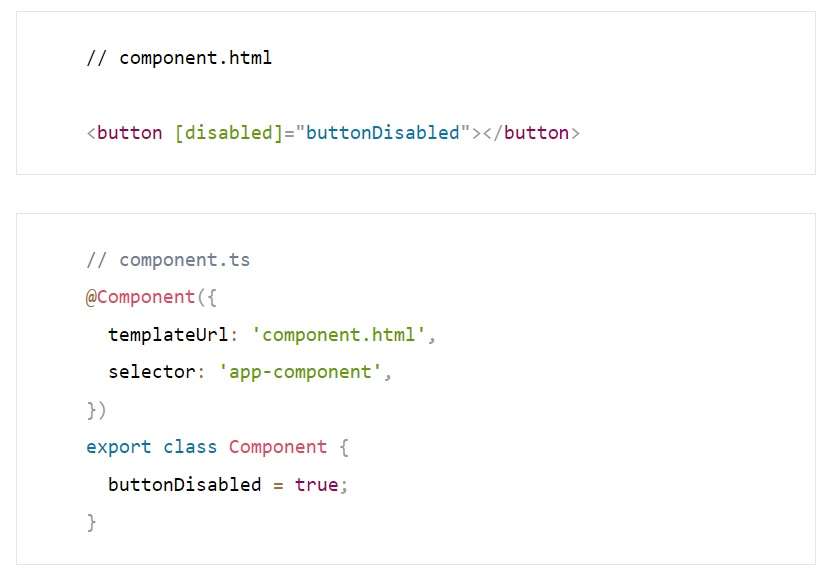 // component.html
<button [disabled]="buttonDisabled"></button>
// component.ts
@Component({
  templateUrl: 'component.html',
  selector: 'app-component',
})
export class Component {
  buttonDisabled = true;
}